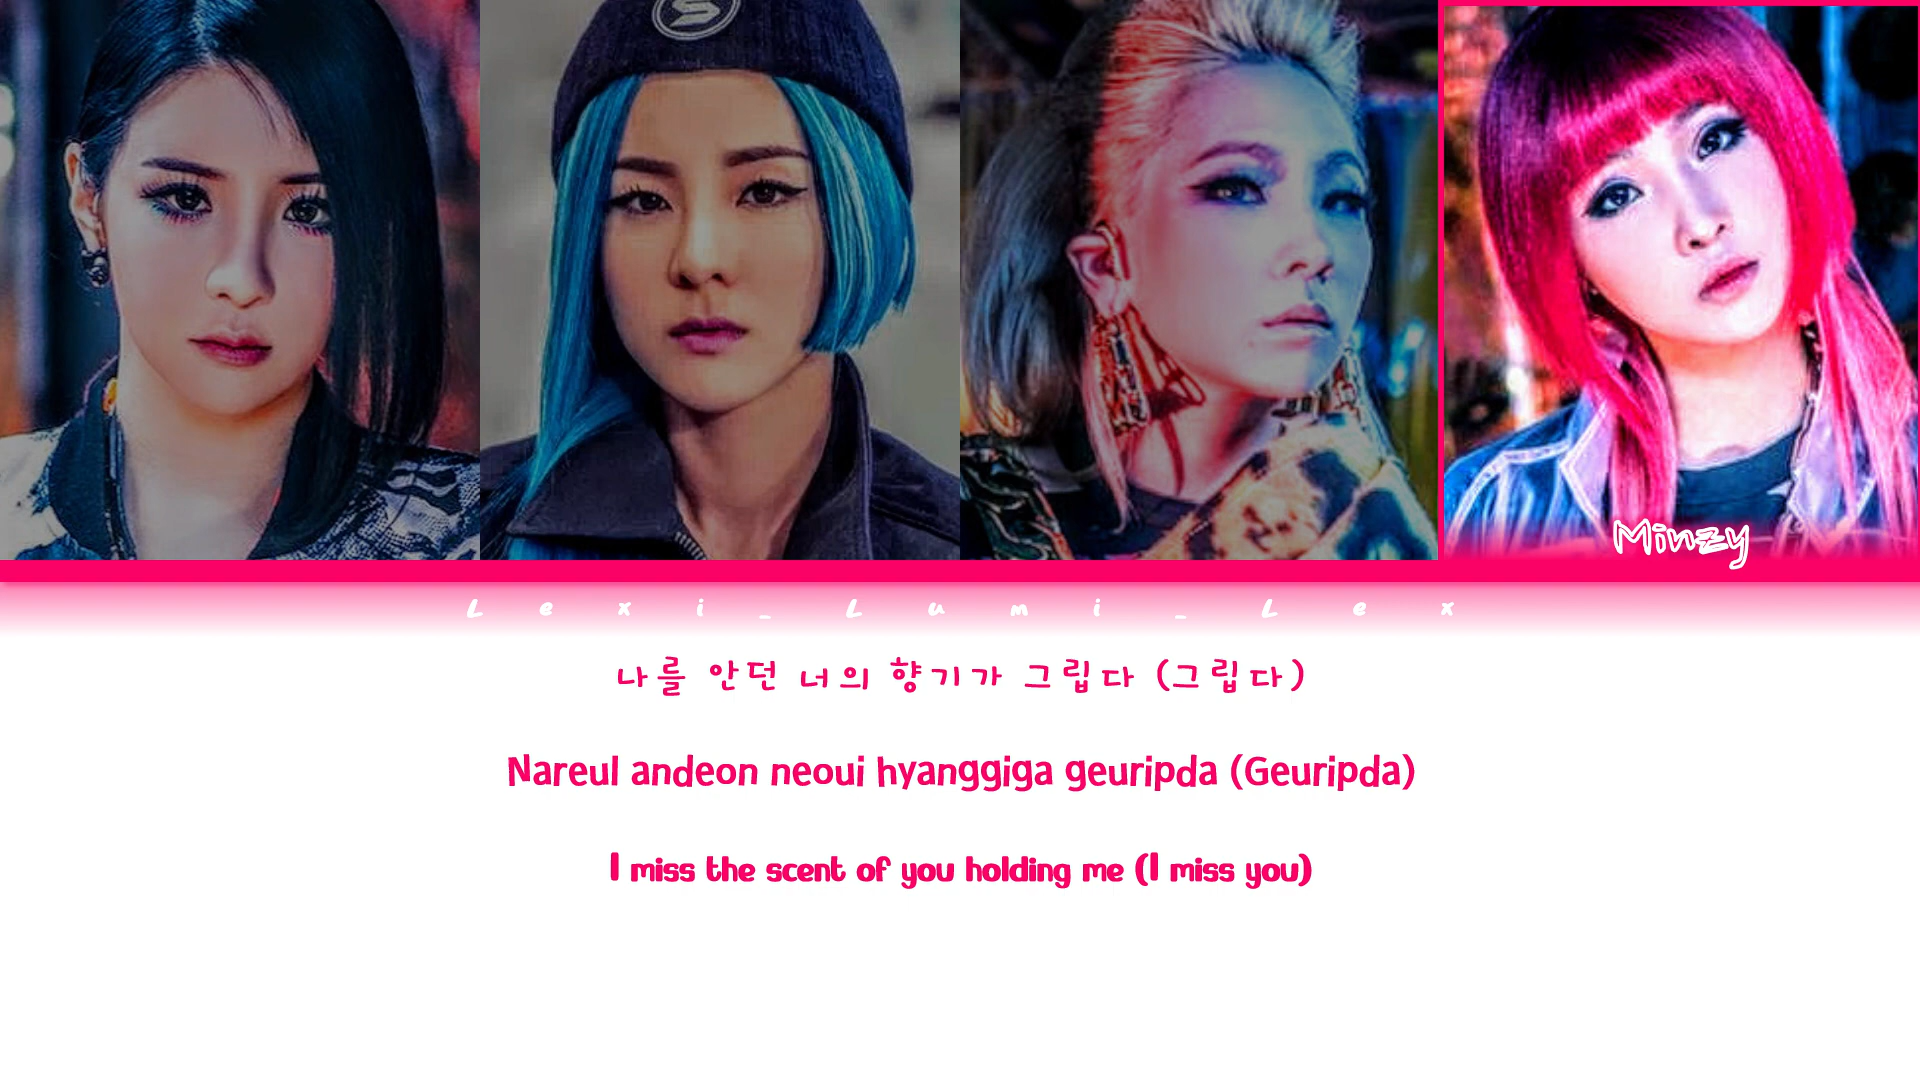 S
Minzy
Lexi_Lumi_Lex
나를 안던 너의 향기가 그립다 (그립다)
Nareul andeon neoui hyanggiga geuripda (Geuripda)
I miss the scent of you holding me (I miss you)